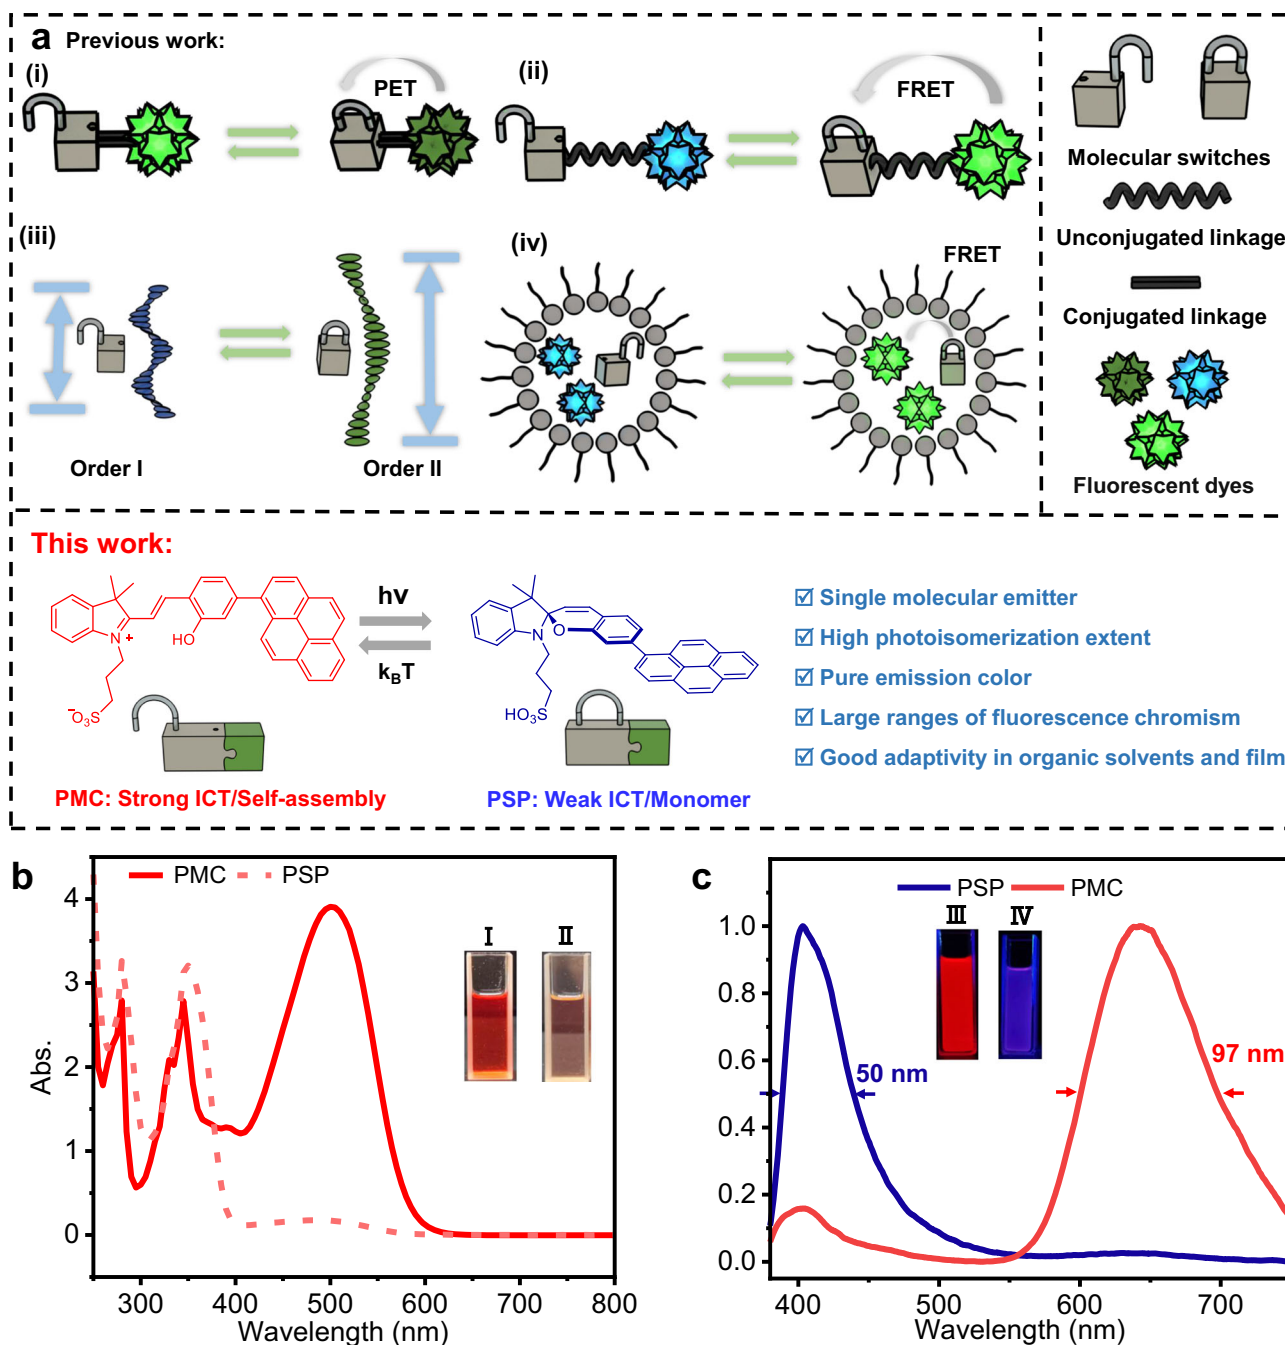 a Previous work:
(i)
PET
(ii)
FRET
(iii)
Order I
Order II
(iv)
FRET
Molecular switches
Unconjugated linkage
Conjugated linkage
Fluorescent dyes
This work:
N
+
HO
SO₃
⊖
hν
k_BT
N
O
HO₃S
PMC: Strong ICT/Self-assembly
PSP: Weak ICT/Monomer
☑ Single molecular emitter
☑ High photoisomerization extent
☑ Pure emission color
☑ Large ranges of fluorescence chromism
☑ Good adaptivity in organic solvents and film
b
PMC
PSP
I
II
Abs.
4
3
2
1
0
300
400
500
600
700
800
Wavelength (nm)
c
PSP
PMC
III
IV
50 nm
97 nm
1.0
0.8
0.6
0.4
0.2
0.0
400
500
600
700
Wavelength (nm)